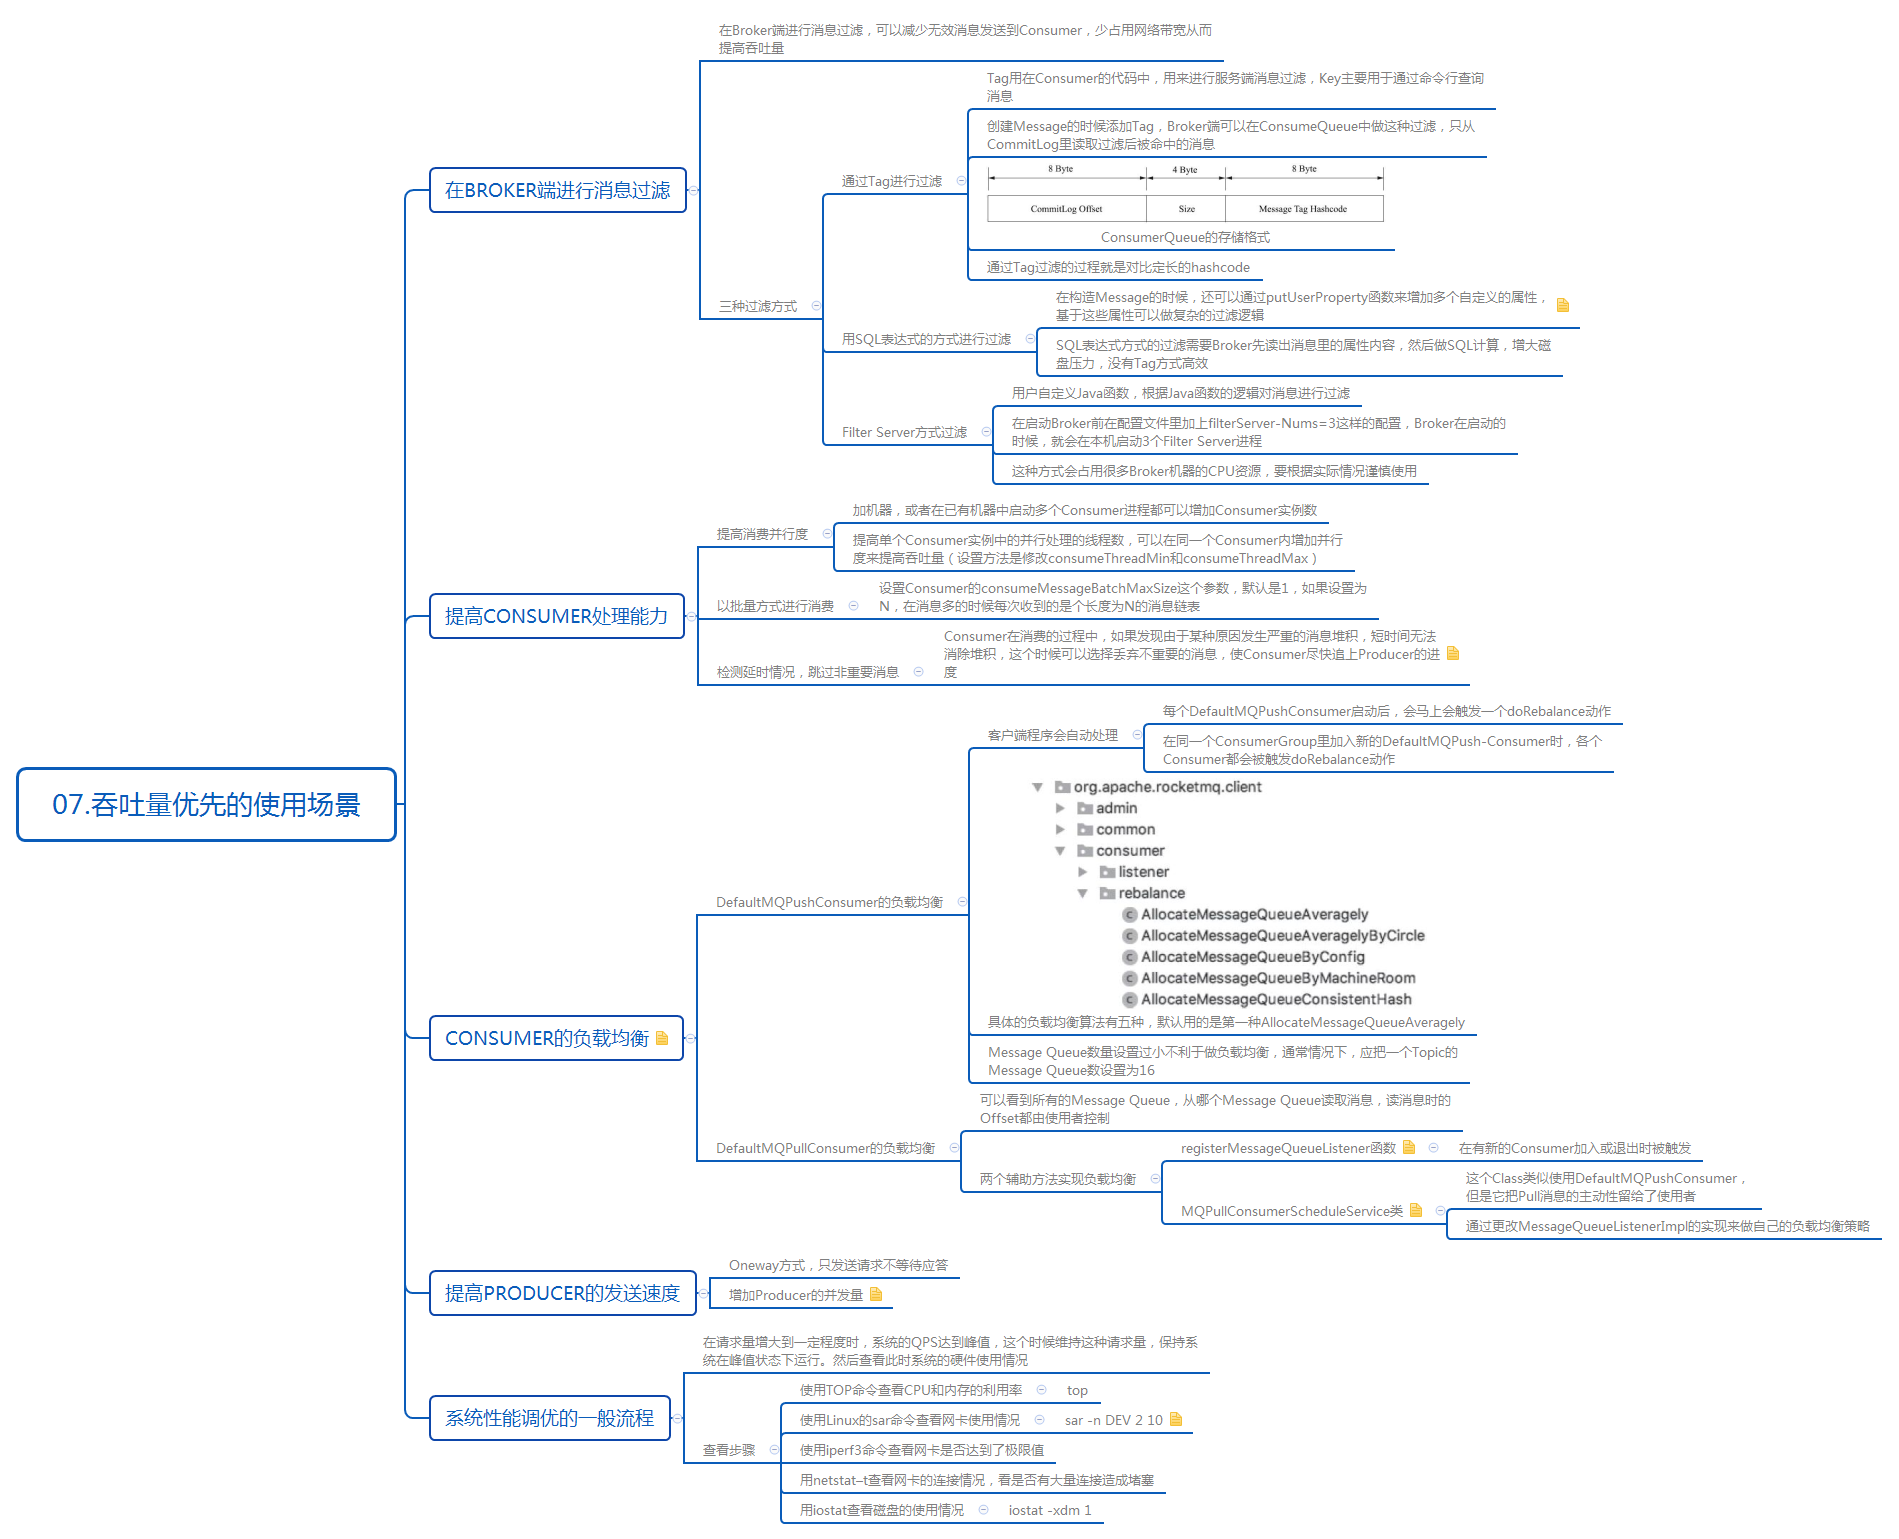 07.吞吐量优先的使用场景
在BROKER端进行消息过滤
在Broker端进行消息过滤，可以减少无效消息发送到Consumer，少占用网络带宽从而
提高吞吐量
三种过滤方式
通过Tag进行过滤
Tag用在Consumer的代码中，用来进行服务端消息过滤，Key主要用于通过命令行查询
消息
创建Message的时候添加Tag，Broker端可以在ConsumeQueue中做这种过滤，只从
CommitLog里读取过滤后被命中的消息
8 Byte 4 Byte 8 Byte
CommitLog Offset Size Message Tag Hashcode
ConsumerQueue的存储格式
通过Tag过滤的过程就是对比定长的hashcode
用SQL表达式的方式进行过滤
在构造Message的时候，还可以通过putUserProperty函数来增加多个自定义的属性，
基于这些属性可以做复杂的过滤逻辑
SQL表达式方式的过滤需要Broker先读出消息里的属性内容，然后做SQL计算，增大磁
盘压力，没有Tag方式高效
Filter Server方式过滤
用户自定义Java函数，根据Java函数的逻辑对消息进行过滤
在启动Broker前在配置文件里加上filterServer-Nums=3这样的配置，Broker在启动的
时候，就会在本机启动3个Filter Server进程
这种方式会占用很多Broker机器的CPU资源，要根据实际情况谨慎使用
提高CONSUMER处理能力
提高消费并行度
加机器，或者在已有机器中启动多个Consumer进程都可以增加Consumer实例数
提高单个Consumer实例中的并行处理的线程数，可以在同一个Consumer内增加并行
度来提高吞吐量（设置方法是修改consumeThreadMin和consumeThreadMax）
以批量方式进行消费
设置Consumer的consumeMessageBatchMaxSize这个参数，默认是1，如果设置为
N，在消息多的时候每次收到的是个长度为N的消息链表
检测延时情况，跳过非重要消息
Consumer在消费的过程中，如果发现由于某种原因发生严重的消息堆积，短时间无法
消除堆积，这个时候可以选择丢弃不重要的消息，使Consumer尽快追上Producer的进
度
CONSUMER的负载均衡
DefaultMQPushConsumer的负载均衡
客户端程序会自动处理
每个DefaultMQPushConsumer启动后，会马上会触发一个doRebalance动作
在同一个ConsumerGroup里加入新的DefaultMQPush-Consumer时，各个
Consumer都会被触发doRebalance动作
org.apache.rocketmq.client
admin
common
consumer
listener
rebalance
AllocateMessageQueueAveragely
AllocateMessageQueueAveragelyByCircle
AllocateMessageQueueByConfig
AllocateMessageQueueByMachineRoom
AllocateMessageQueueConsistentHash
具体的负载均衡算法有五种，默认用的是第一种AllocateMessageQueueAveragely
Message Queue数量设置过小不利于做负载均衡，通常情况下，应把一个Topic的
Message Queue数设置为16
DefaultMQPullConsumer的负载均衡
可以看到所有的Message Queue，从哪个Message Queue读取消息，读消息时的
Offset都由使用者控制
两个辅助方法实现负载均衡
registerMessageQueueListener函数
在有新的Consumer加入或退出时被触发
MQPullConsumerScheduleService类
这个Class类似使用DefaultMQPushConsumer，
但是它把Pull消息的主动性留给了使用者
通过更改MessageQueueListenerImpl的实现来做自己的负载均衡策略
提高PRODUCER的发送速度
Oneway方式，只发送请求不等待应答
增加Producer的并发量
系统性能调优的一般流程
在请求量增大到一定程度时，系统的QPS达到峰值，这个时候维持这种请求量，保持系
统在峰值状态下运行。然后查看此时系统的硬件使用情况
查看步骤
使用TOP命令查看CPU和内存的利用率
top
使用Linux的sar命令查看网卡使用情况
sar -n DEV 2 10
使用iperf3命令查看网卡是否达到了极限值
用netstat–t查看网卡的连接情况，看是否有大量连接造成堵塞
用iostat查看磁盘的使用情况
iostat -xdm 1